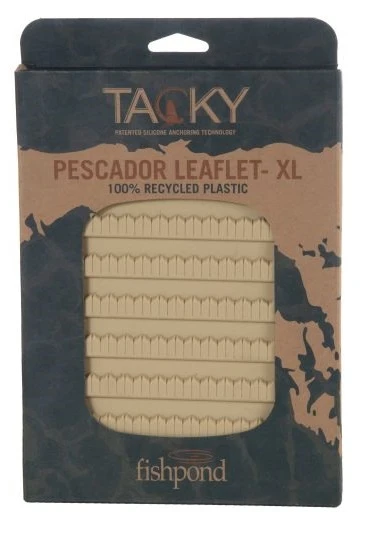 TACKY
PATENTED SILICONE ANCHORING TECHNOLOGY
PESCADOR LEAFLET- XL
100% RECYCLED PLASTIC
fishpond